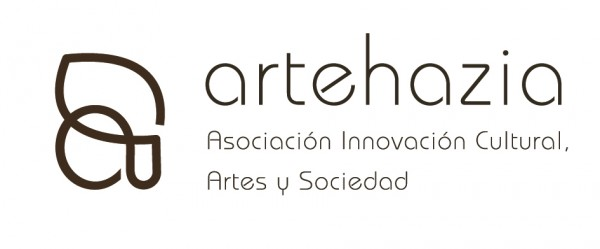 artehazia
Asociación Innovación Cultural,
Artes y Sociedad